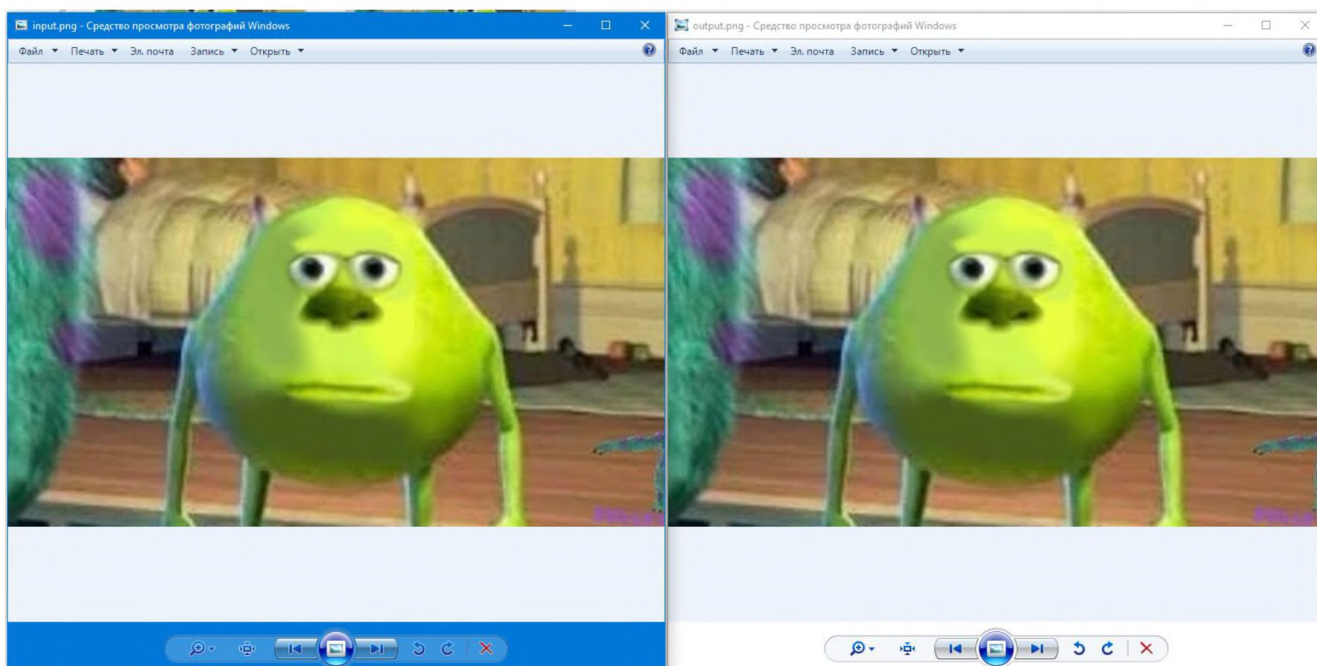 input.png - Средство просмотра фотографий Windows
Файл Печать Эл. почта Запись Открыть
output.png - Средство просмотра фотографий Windows
Файл Печать Эл. почта Запись Открыть